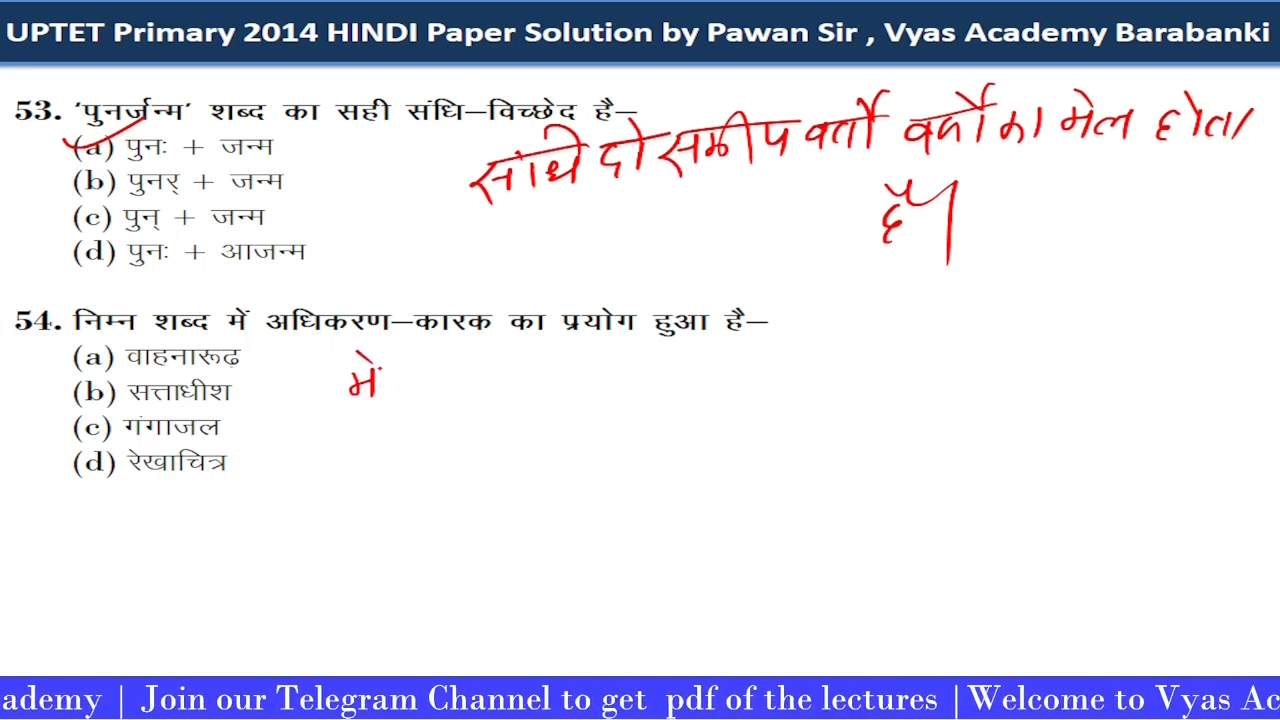 UPTET Primary 2014 HINDI Paper Solution by Pawan Sir , Vyas Academy Barabanki
53. 'पुनर्जन्म' शब्द का सही संधि–विच्छेद है–
(a) पुनः + जन्म
(b) पुनर् + जन्म
(c) पुन् + जन्म
(d) पुनः + आजन्म
संधि दो समीपवर्ती वर्णों का मेल होता
है।
54. निम्न शब्द में अधिकरण–कारक का प्रयोग हुआ है–
(a) वाहनारूढ़
(b) सत्ताधीश
(c) गंगाजल
(d) रेखाचित्र
में
ademy | Join our Telegram Channel to get pdf of the lectures |Welcome to Vyas Ac